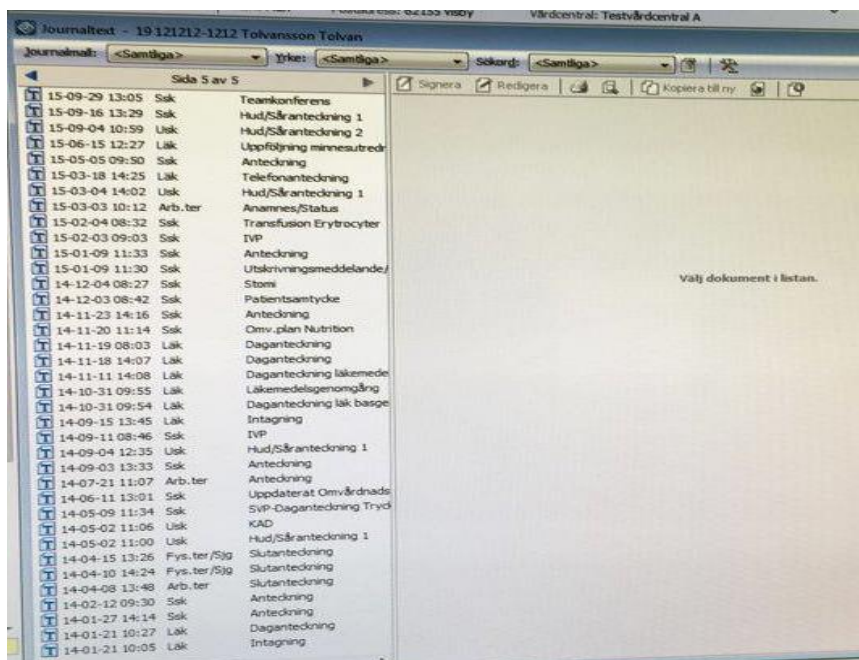 62155 Visby Vårdcentral: Testvårdcentral A
Journaltext - 19 121212-1212 Tolvansson Tolvan
Journalmall: <Samtliga> Yrke: <Samtliga> Sökord: <Samtliga>
Sida 5 av 5
Signera Redigera Kopiera till ny
15-09-29 13:05 Ssk Teamkonferens
15-09-16 13:29 Ssk Hud/Såranteckning 1
15-09-04 10:59 Usk Hud/Såranteckning 2
15-06-15 12:27 Läk Uppföljning minnesutredn
15-05-05 09:50 Ssk Anteckning
15-03-18 14:25 Läk Telefonanteckning
15-03-04 14:02 Usk Hud/Såranteckning 1
15-03-03 10:12 Arb.ter Anamnes/Status
15-02-04 08:32 Ssk Transfusion Erytrocyter
15-02-03 09:03 Ssk IVP
15-01-09 11:33 Ssk Anteckning
15-01-09 11:30 Ssk Utskrivningsmeddelande/
14-12-04 08:27 Ssk Stomi
14-12-03 08:42 Ssk Patientsamtycke
14-11-23 14:16 Ssk Anteckning
14-11-20 11:14 Ssk Omv.plan Nutrition
14-11-19 08:03 Läk Daganteckning
14-11-18 14:07 Läk Daganteckning
14-11-11 14:08 Läk Daganteckning läkemede
14-10-31 09:55 Läk Läkemedelsgenomgång
14-10-31 09:54 Läk Daganteckning läk basge
14-09-15 13:45 Läk Intagning
14-09-11 08:46 Ssk IVP
14-09-04 12:35 Usk Hud/Såranteckning 1
14-09-03 13:33 Ssk Anteckning
14-07-21 11:07 Arb.ter Anteckning
14-06-11 13:01 Ssk Uppdaterat Omvårdnads
14-05-09 11:34 Ssk SVP-Daganteckning Tryc
14-05-02 11:06 Usk KAD
14-05-02 11:00 Usk Hud/Såranteckning 1
14-04-15 13:26 Fys.ter/Sjg Slutanteckning
14-04-10 14:24 Fys.ter/Sjg Slutanteckning
14-04-08 13:48 Arb.ter Slutanteckning
14-02-12 09:30 Ssk Anteckning
14-01-27 14:14 Ssk Anteckning
14-01-21 10:27 Läk Daganteckning
14-01-21 10:05 Läk Intagning
Välj dokument i listan.